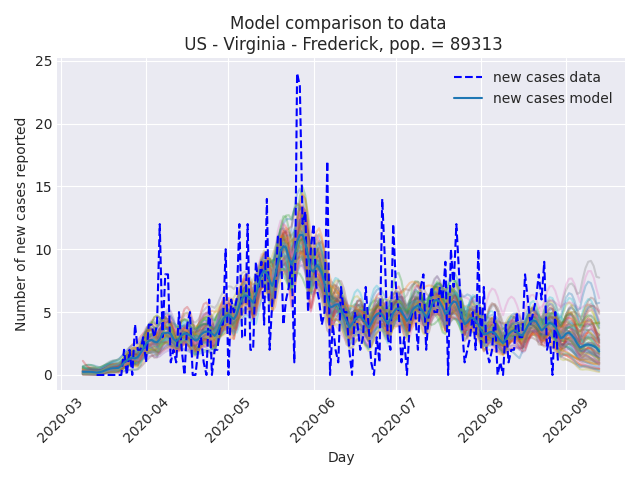 Model comparison to data
US - Virginia - Frederick, pop. = 89313
new cases data
new cases model
Number of new cases reported
25
20
15
10
5
0
2020-03
2020-04
2020-05
2020-06
2020-07
2020-08
2020-09
Day